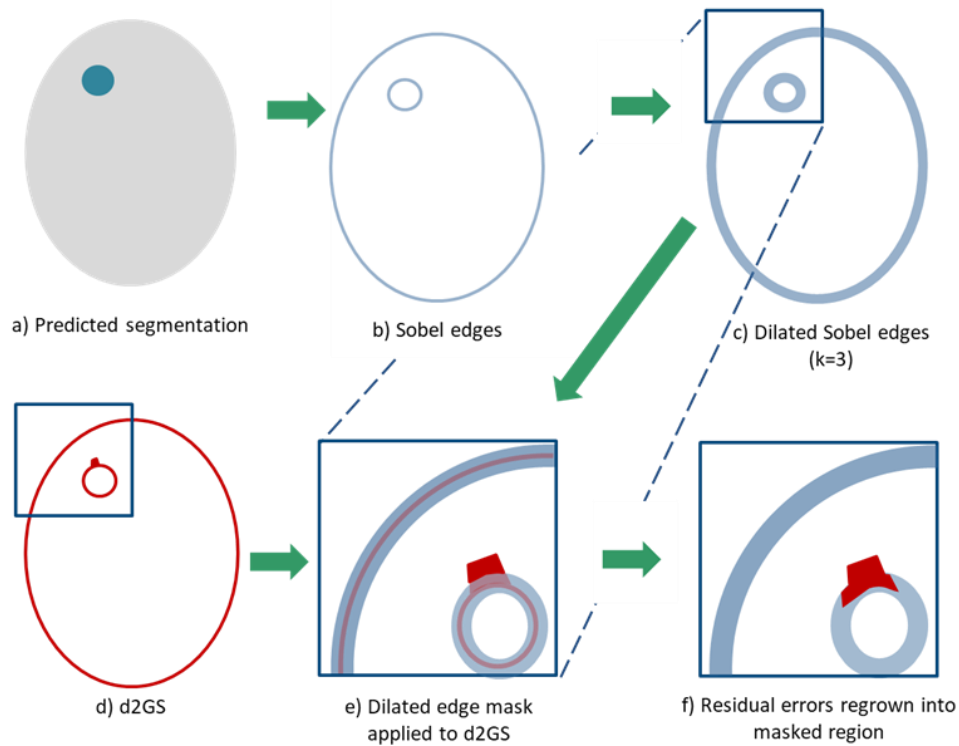 a) Predicted segmentation
b) Sobel edges
c) Dilated Sobel edges
(k=3)
d) d2GS
e) Dilated edge mask
applied to d2GS
f) Residual errors regrown into
masked region